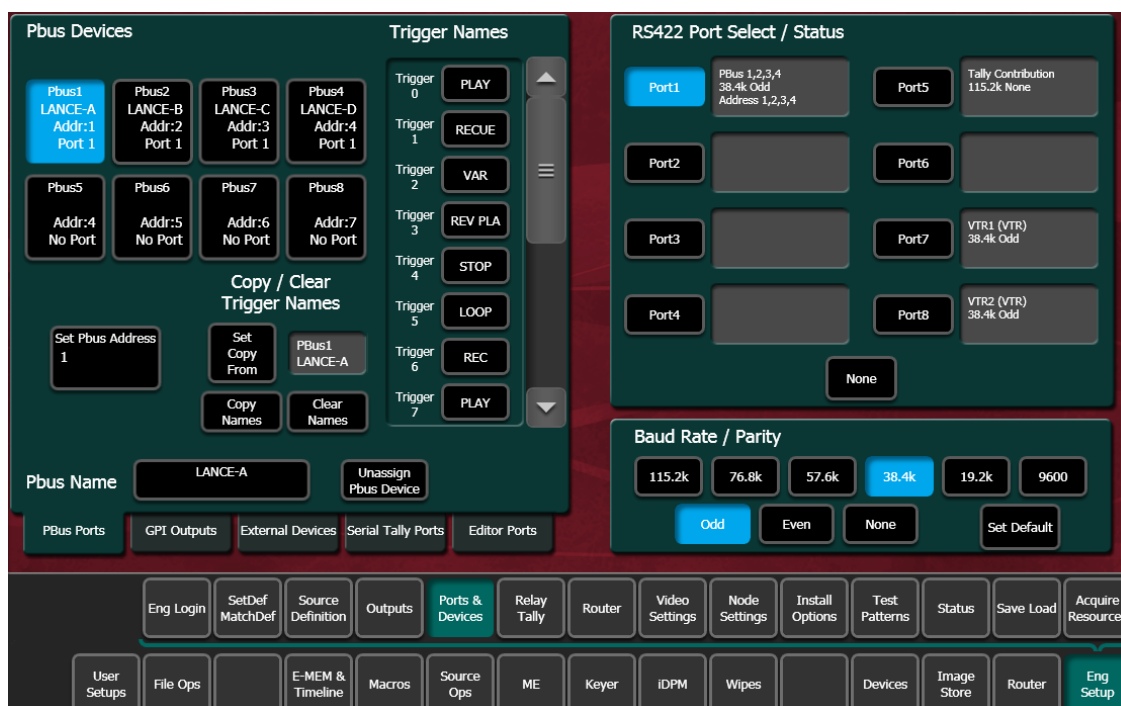 Pbus Devices
Trigger Names
Pbus1
LANCE-A
Addr:1
Port 1
Pbus2
LANCE-B
Addr:2
Port 1
Pbus3
LANCE-C
Addr:3
Port 1
Pbus4
LANCE-D
Addr:4
Port 1
Pbus5
Addr:4
No Port
Pbus6
Addr:5
No Port
Pbus7
Addr:6
No Port
Pbus8
Addr:7
No Port
Trigger
0
PLAY
Trigger
1
RECUE
Trigger
2
VAR
Trigger
3
REV PLA
Trigger
4
STOP
Trigger
5
LOOP
Trigger
6
REC
Trigger
7
PLAY
Copy / Clear
Trigger Names
Set Pbus Address
1
Set
Copy
From
PBus1
LANCE-A
Copy
Names
Clear
Names
Pbus Name
LANCE-A
Unassign
Pbus Device
PBus Ports
GPI Outputs
External Devices
Serial Tally Ports
Editor Ports
RS422 Port Select / Status
Port1
PBus 1,2,3,4
38.4k Odd
Address 1,2,3,4
Port5
Tally Contribution
115.2k None
Port2
Port6
Port3
Port7
VTR1 (VTR)
38.4k Odd
Port4
Port8
VTR2 (VTR)
38.4k Odd
None
Baud Rate / Parity
115.2k
76.8k
57.6k
38.4k
19.2k
9600
Odd
Even
None
Set Default
Eng Login
SetDef
MatchDef
Source
Definition
Outputs
Ports &
Devices
Relay
Tally
Router
Video
Settings
Node
Settings
Install
Options
Test
Patterns
Status
Save Load
Acquire
Resource
User
Setups
File Ops
E-MEM &
Timeline
Macros
Source
Ops
ME
Keyer
iDPM
Wipes
Devices
Image
Store
Router
Eng
Setup